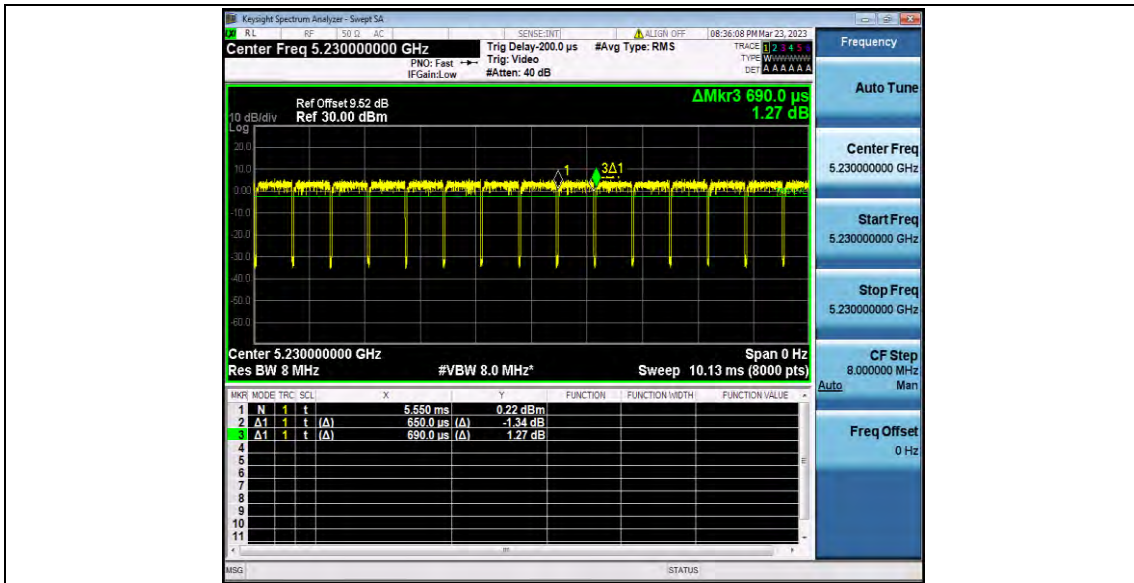 Keysight Spectrum Analyzer - Swept SA
RL RF 50 Ω AC SENSE:INT ALIGN OFF 08:36:08 PM Mar 23, 2023
Center Freq 5.230000000 GHz
PNO: Fast
IFGain:Low
Trig Delay-200.0 µs
Trig: Video
#Atten: 40 dB
#Avg Type: RMS
TRACE 1 2 3 4 5 6
TYPE WWWWWW
DET A A A A A A
ΔMkr3 690.0 µs
1.27 dB
Ref Offset 9.52 dB
10 dB/div Ref 30.00 dBm
Log
20.0
10.0
0.00
-10.0
-20.0
-30.0
-40.0
-50.0
-60.0
1
3Δ1
Center 5.230000000 GHz Span 0 Hz
Res BW 8 MHz #VBW 8.0 MHz* Sweep 10.13 ms (8000 pts)
MKR MODE TRC SCL X Y FUNCTION FUNCTION WIDTH FUNCTION VALUE
1 N 1 t 5.550 ms 0.22 dBm
2 Δ1 1 t (Δ) 650.0 µs (Δ) -1.34 dB
3 Δ1 1 t (Δ) 690.0 µs (Δ) 1.27 dB
4
5
6
7
8
9
10
11
MSG STATUS
Frequency
Auto Tune
Center Freq
5.230000000 GHz
Start Freq
5.230000000 GHz
Stop Freq
5.230000000 GHz
CF Step
8.000000 MHz
Auto Man
Freq Offset
0 Hz